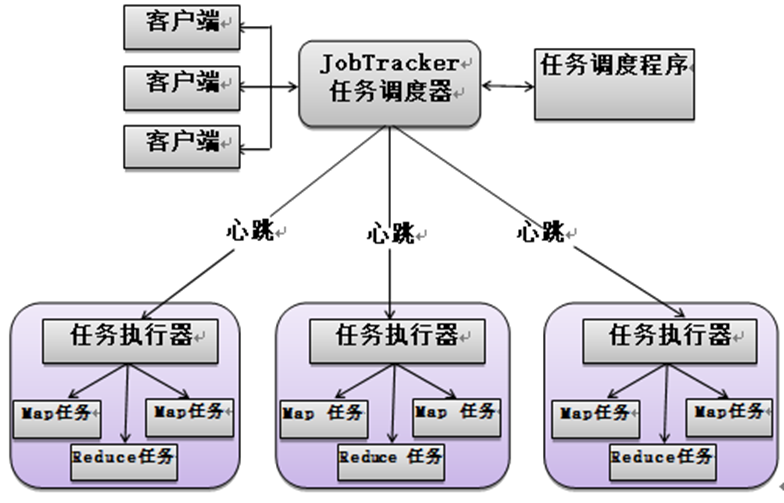 客户端
客户端
客户端
JobTracker
任务调度器
任务调度程序
心跳
心跳
心跳
任务执行器
任务执行器
任务执行器
Map任务
Map任务
Reduce任务
Map 任务
Map 任务
Reduce 任务
Map任务
Map任务
Reduce任务